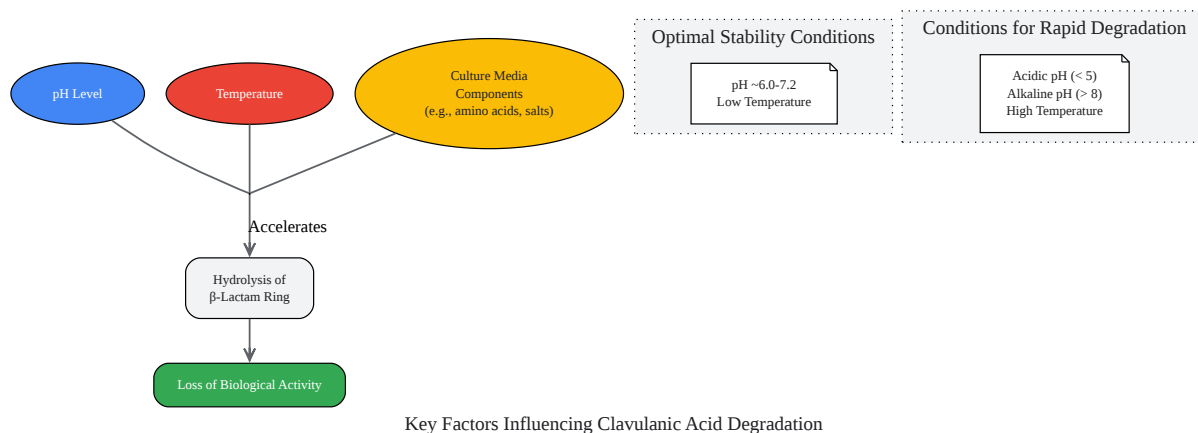 Optimal Stability Conditions
pH ~6.0-7.2
Low Temperature
Conditions for Rapid Degradation
Acidic pH (< 5)
Alkaline pH (> 8)
High Temperature
pH Level
Temperature
Culture Media
Components
(e.g., amino acids, salts)
Accelerates
Hydrolysis of
β-Lactam Ring
Loss of Biological Activity
Key Factors Influencing Clavulanic Acid Degradation